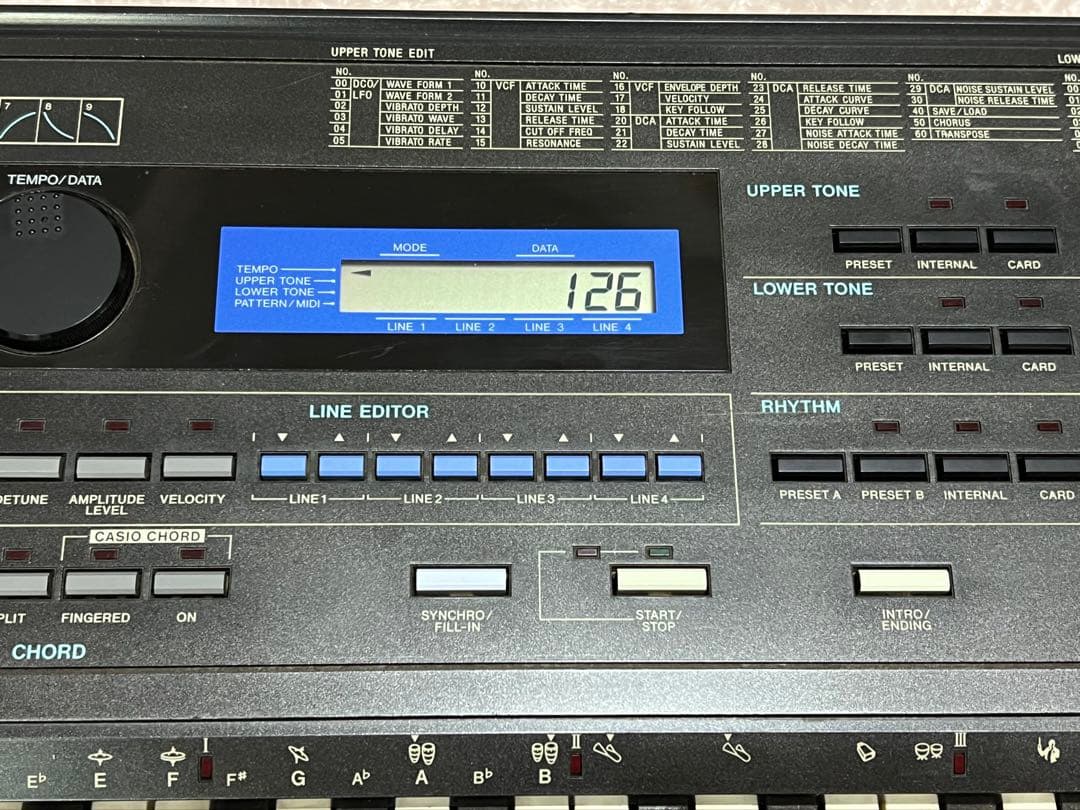 UPPER TONE EDIT
LOW
NO.
00 DCO/LFO WAVE FORM 1
01 WAVE FORM 2
02 VIBRATO DEPTH
03 VIBRATO WAVE
04 VIBRATO DELAY
05 VIBRATO RATE
NO.
10 VCF ATTACK TIME
11 DECAY TIME
12 SUSTAIN LEVEL
13 RELEASE TIME
14 CUT OFF FREQ
15 RESONANCE
NO.
16 VCF ENVELOPE DEPTH
17 VELOCITY
18 KEY FOLLOW
20 DCA ATTACK TIME
21 DECAY TIME
22 SUSTAIN LEVEL
NO.
23 DCA RELEASE TIME
24 ATTACK CURVE
25 DECAY CURVE
26 KEY FOLLOW
27 NOISE ATTACK TIME
28 NOISE DECAY TIME
NO.
29 DCA NOISE SUSTAIN LEVEL
30 NOISE RELEASE TIME
40 SAVE/LOAD
50 CHORUS
60 TRANSPOSE
NO.
7 8 9
TEMPO/DATA
MODE DATA
TEMPO
UPPER TONE
LOWER TONE
PATTERN/MIDI
126
LINE 1 LINE 2 LINE 3 LINE 4
UPPER TONE
PRESET INTERNAL CARD
LOWER TONE
PRESET INTERNAL CARD
RHYTHM
PRESET A PRESET B INTERNAL CARD
LINE EDITOR
DETUNE AMPLITUDE LEVEL VELOCITY
LINE1 LINE2 LINE3 LINE4
CASIO CHORD
PLIT FINGERED ON
SYNCHRO/
FILL-IN
START/
STOP
INTRO/
ENDING
CHORD
I II III
E♭ E F F# G A♭ A B♭ B